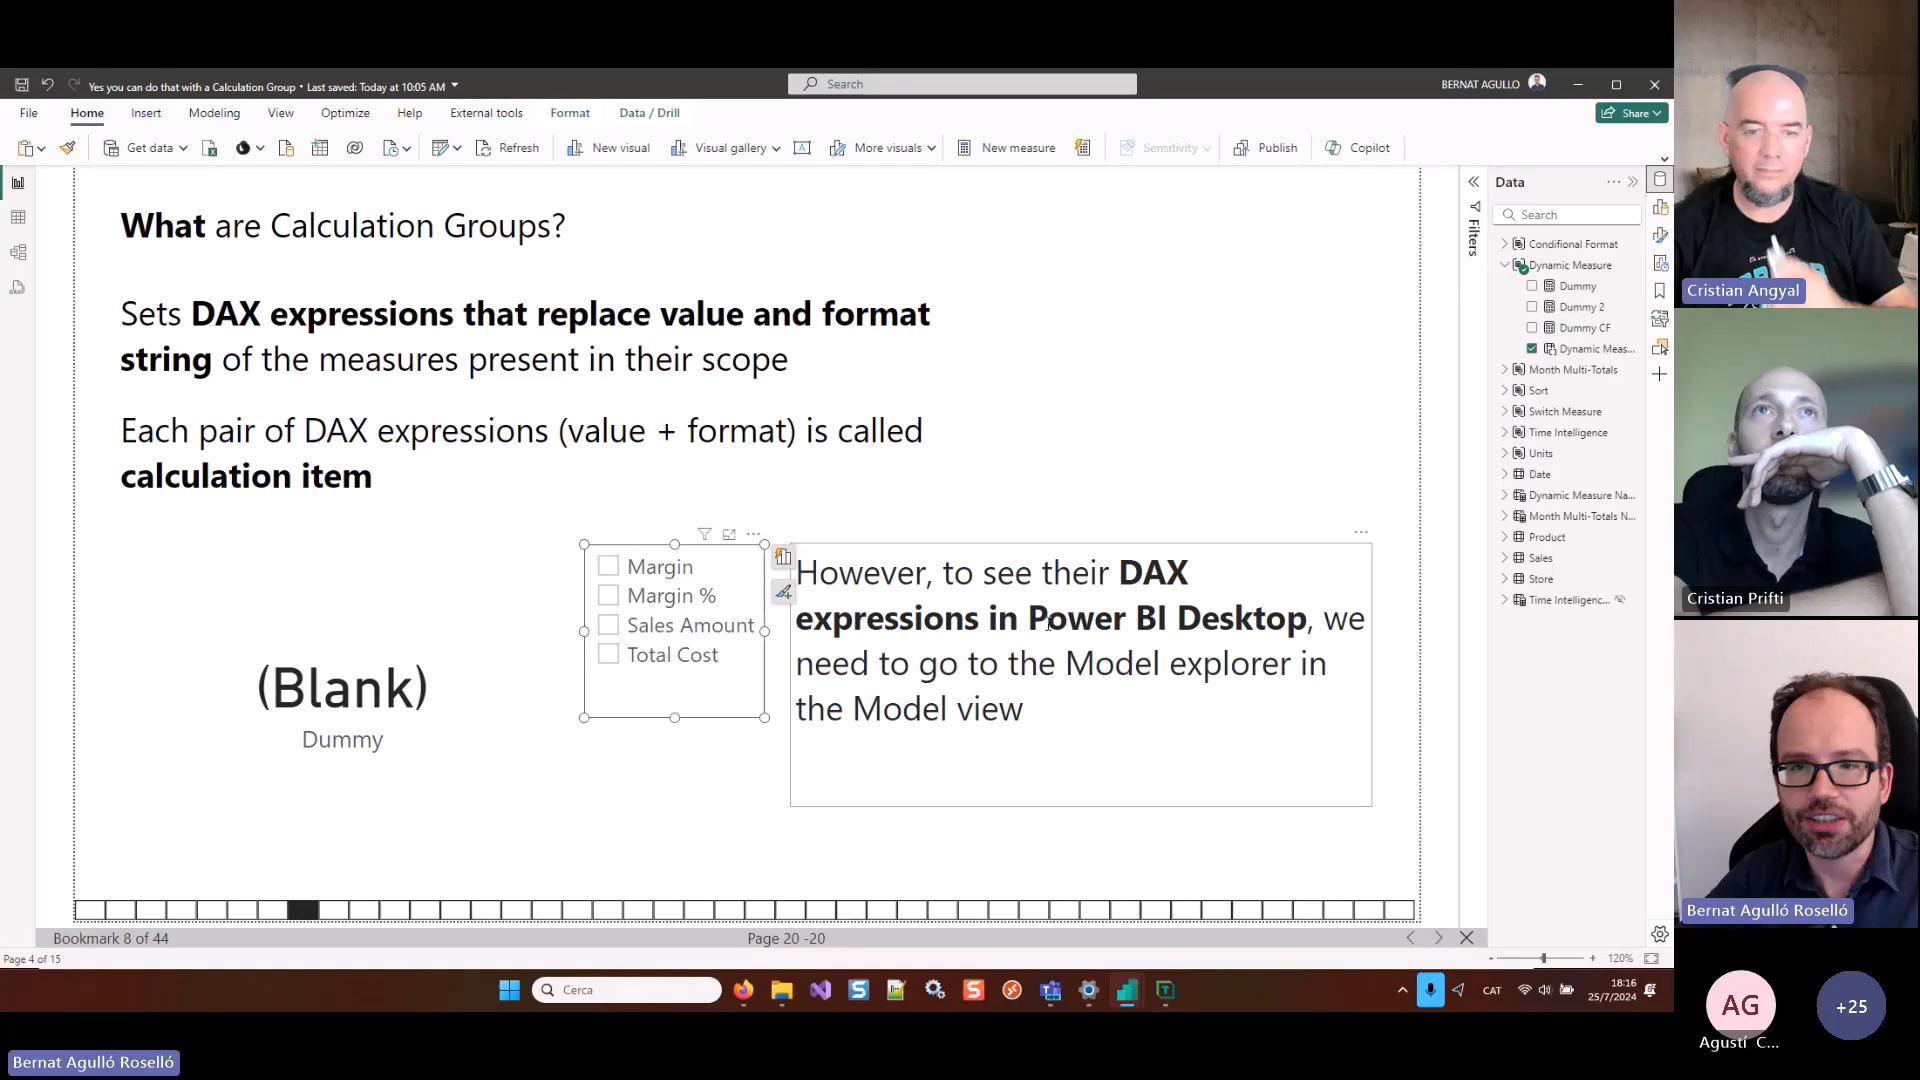 Yes you can do that with a Calculation Group • Last saved: Today at 10:05 AM
Search
BERNAT AGULLO
File
Home
Insert
Modeling
View
Optimize
Help
External tools
Format
Data / Drill
Share
Get data
Refresh
New visual
Visual gallery
More visuals
New measure
Sensitivity
Publish
Copilot
What are Calculation Groups?
Sets DAX expressions that replace value and format
string of the measures present in their scope
Each pair of DAX expressions (value + format) is called
calculation item
Margin
Margin %
Sales Amount
Total Cost
(Blank)
Dummy
However, to see their DAX
expressions in Power BI Desktop, we
need to go to the Model explorer in
the Model view
Filters
Data
Search
Conditional Format
Dynamic Measure
Dummy
Dummy 2
Dummy CF
Dynamic Meas...
Month Multi-Totals
Sort
Switch Measure
Time Intelligence
Units
Date
Dynamic Measure Na...
Month Multi-Totals N...
Product
Sales
Store
Time Intelligenc...
Bookmark 8 of 44
Page 20 -20
Page 4 of 15
120%
Cerca
CAT
18:16
25/7/2024
Cristian Angyal
Cristian Prifti
Bernat Agulló Roselló
AG
Agustí C...
+25
Bernat Agulló Roselló